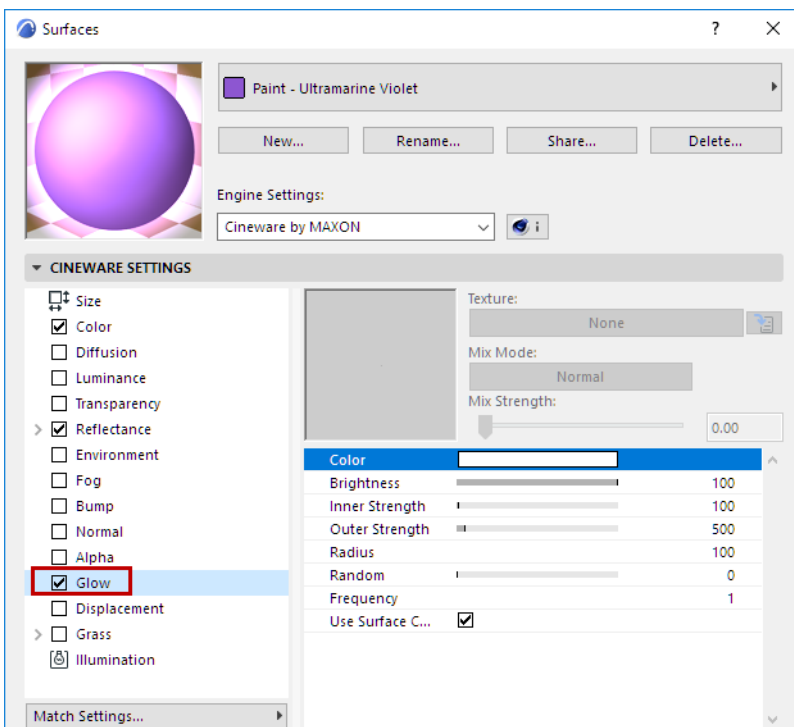 Surfaces
?
Paint - Ultramarine Violet
New... Rename... Share... Delete...
Engine Settings:
Cineware by MAXON
i
CINEWARE SETTINGS
Size
Color
Diffusion
Luminance
Transparency
Reflectance
Environment
Fog
Bump
Normal
Alpha
Glow
Displacement
Grass
Illumination
Match Settings...
Texture:
None
Mix Mode:
Normal
Mix Strength:
0.00
Color
Brightness 100
Inner Strength 100
Outer Strength 500
Radius 100
Random 0
Frequency 1
Use Surface C...